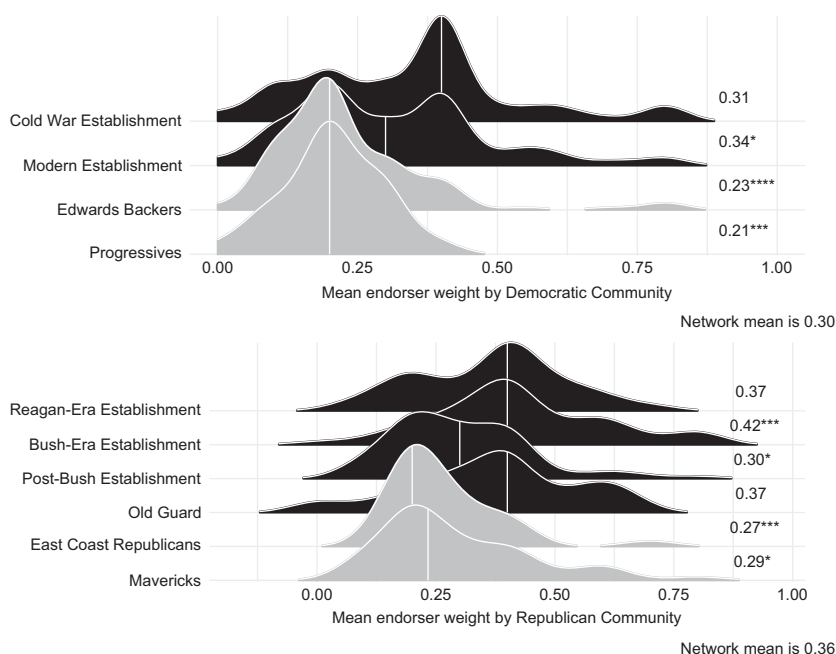 Cold War Establishment 0.31
Modern Establishment 0.34*
Edwards Backers 0.23****
Progressives 0.21***
0.00 0.25 0.50 0.75 1.00
Mean endorser weight by Democratic Community
Network mean is 0.30
Reagan-Era Establishment 0.37
Bush-Era Establishment 0.42***
Post-Bush Establishment 0.30*
Old Guard 0.37
East Coast Republicans 0.27***
Mavericks 0.29*
0.00 0.25 0.50 0.75 1.00
Mean endorser weight by Republican Community
Network mean is 0.36